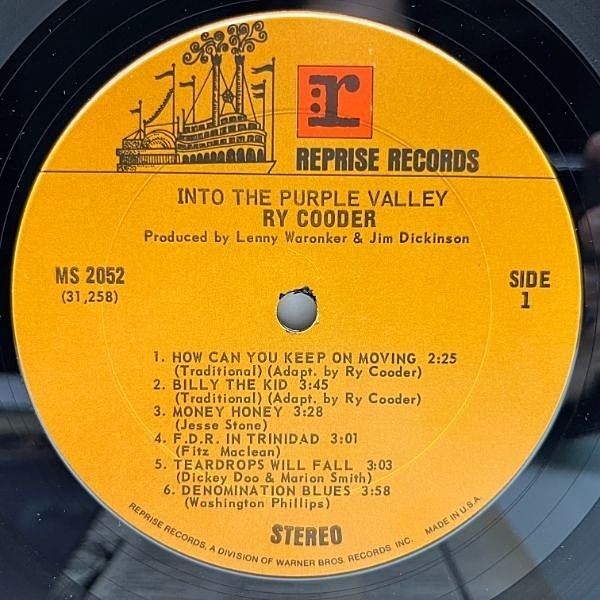 r
REPRISE RECORDS
INTO THE PURPLE VALLEY
RY COODER
Produced by Lenny Waronker & Jim Dickinson
MS 2052
(31,258)
SIDE
1
1. HOW CAN YOU KEEP ON MOVING 2:25
(Traditional) (Adapt. by Ry Cooder)
2. BILLY THE KID 3:45
(Traditional) (Adapt. by Ry Cooder)
3. MONEY HONEY 3:28
(Jesse Stone)
4. F.D.R. IN TRINIDAD 3:01
(Fitz Maclean)
5. TEARDROPS WILL FALL 3:03
(Dickey Doo & Marion Smith)
6. DENOMINATION BLUES 3:58
(Washington Phillips)
STEREO
REPRISE RECORDS, A DIVISION OF WARNER BROS. RECORDS INC. MADE IN U.S.A.